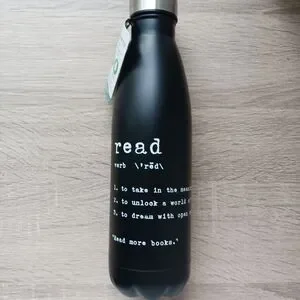 read
verb \'rēd\
1. to take in the
2. to unlock a world
3. to dream with open
"Read more books."